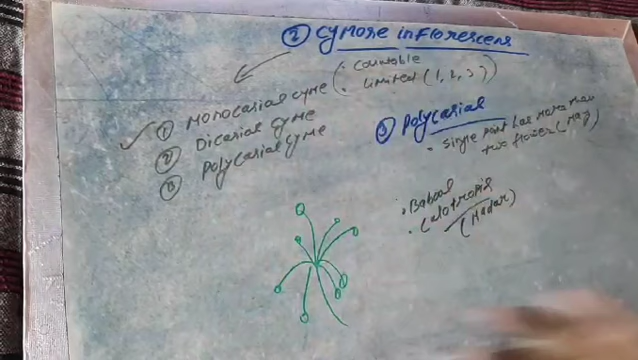 ② Cymose inflorescens
(• Countable
• Limited (1, 2, 3))
✓ ① Monocasial cyme
② Dicasial cyme
③ Polycasial cyme
③ Polycasial
• Single point has more than
two flower (Max)
• Babool
• Calotropis
(Madar)